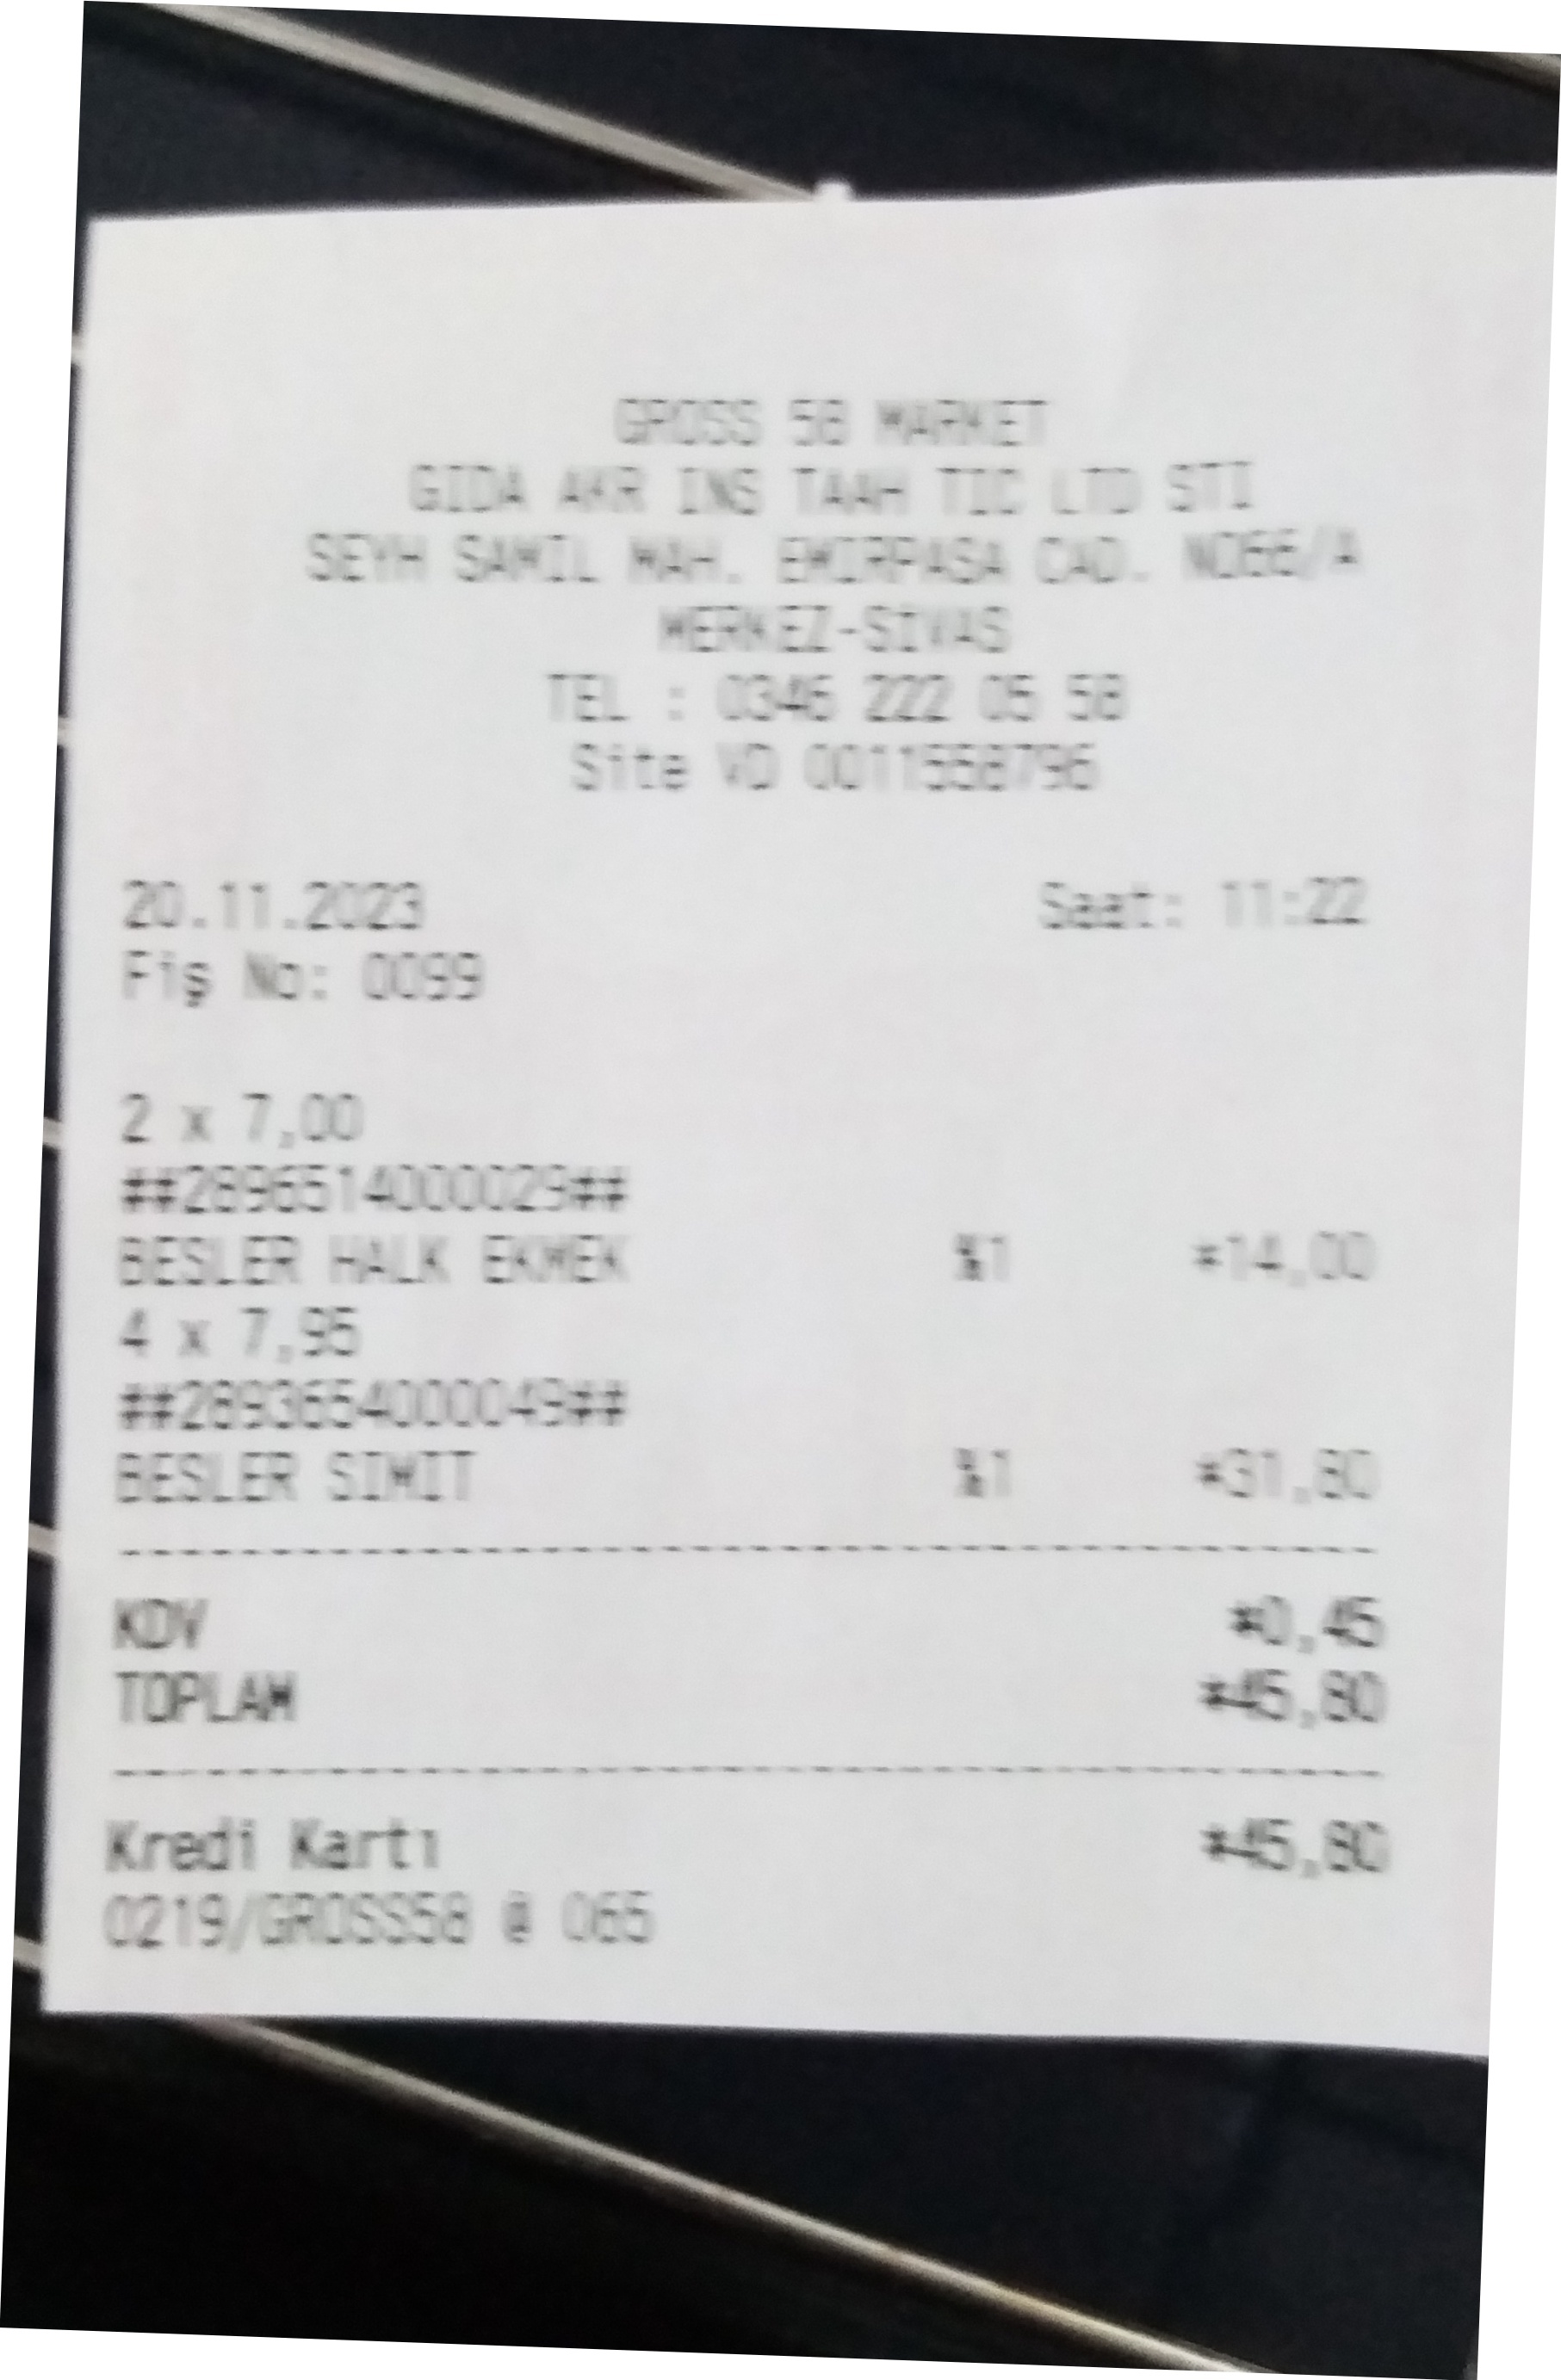 GROSS 58 MARKET
GIDA AKR INS TAAH TIC LTD STI
SEYH SAMIL MAH. EMIRPASA CAD. NO66/A
MERKEZ-SIVAS
TEL : 0346 222 05 58
Site VD 0011558796
20.11.2023 Saat: 11:22
Fiş No: 0099
2 x 7,00
##2896514000029##
BESLER HALK EKMEK %1 *14,00
4 x 7,95
##2893654000049##
BESLER SIMIT %1 *31,80
KDV *0,45
TOPLAM *45,80
Kredi Kartı *45,80
0219/GROSS58 @ 065